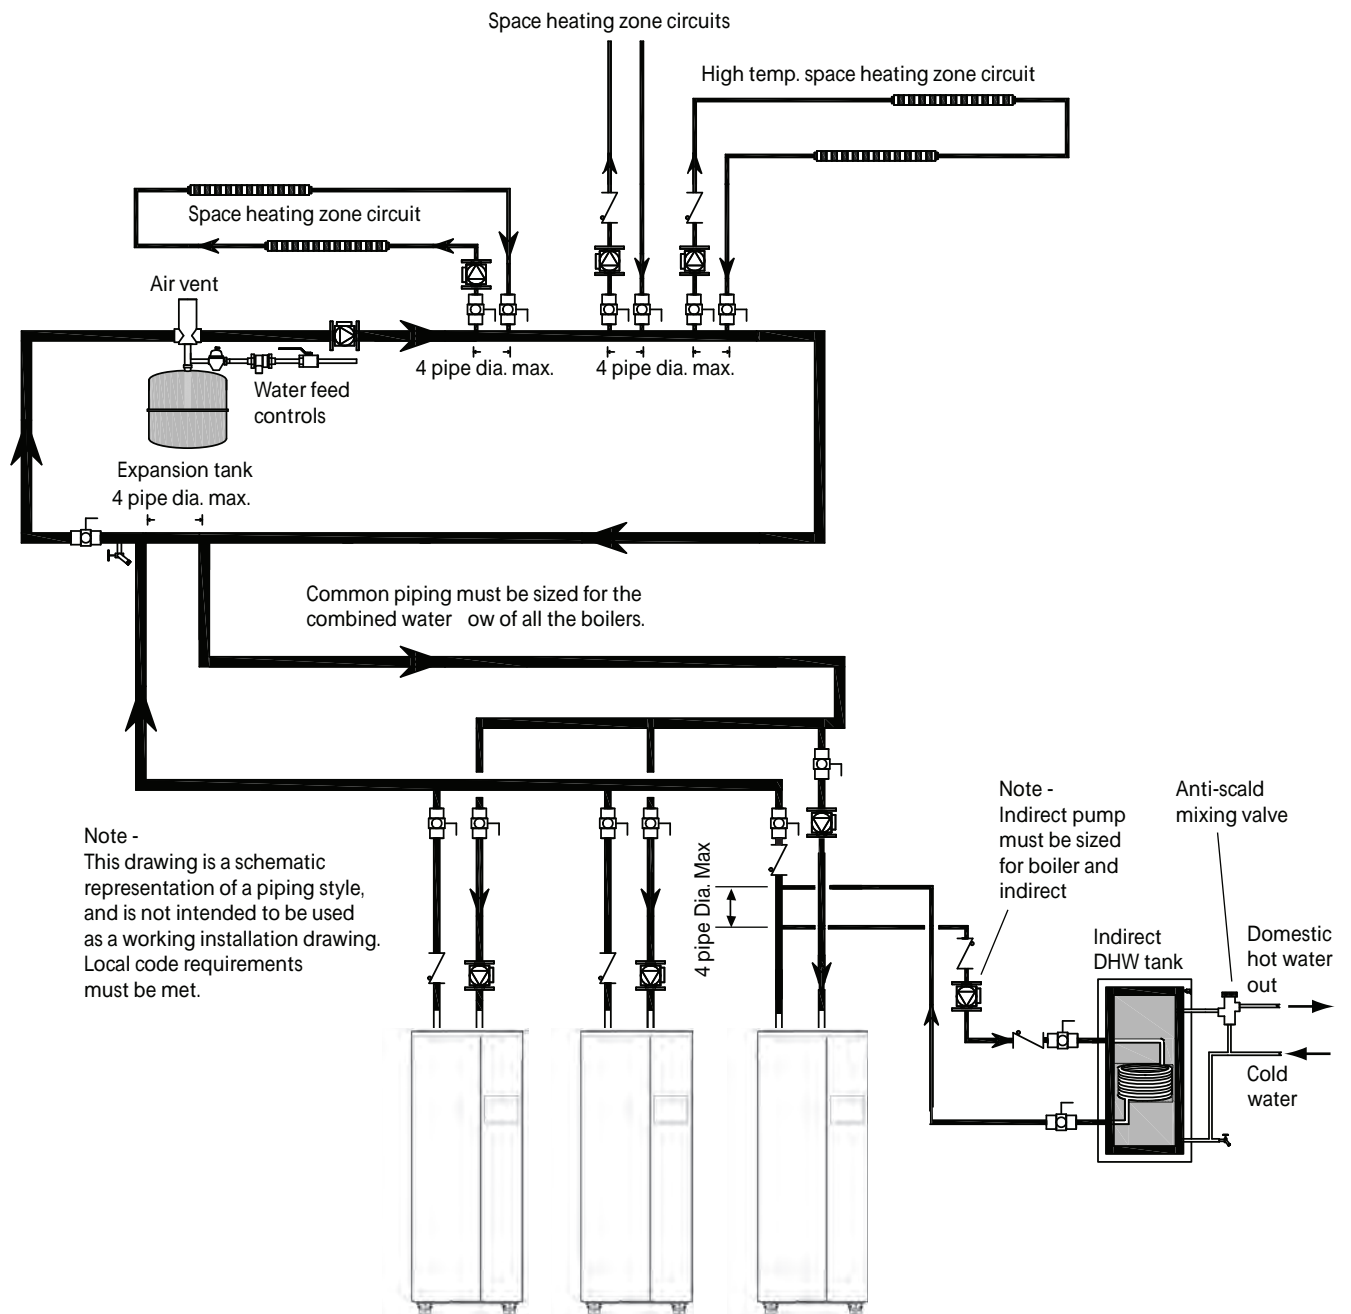 Space heating zone circuits
High temp. space heating zone circuit
Space heating zone circuit
Air vent
4 pipe dia. max.
4 pipe dia. max.
Water feed
controls
Expansion tank
4 pipe dia. max.
Common piping must be sized for the
combined water ow of all the boilers.
Note -
This drawing is a schematic
representation of a piping style,
and is not intended to be used
as a working installation drawing.
Local code requirements
must be met.
4 pipe Dia. Max
Note -
Indirect pump
must be sized
for boiler and
indirect
Anti-scald
mixing valve
Indirect
DHW tank
Domestic
hot water
out
Cold
water